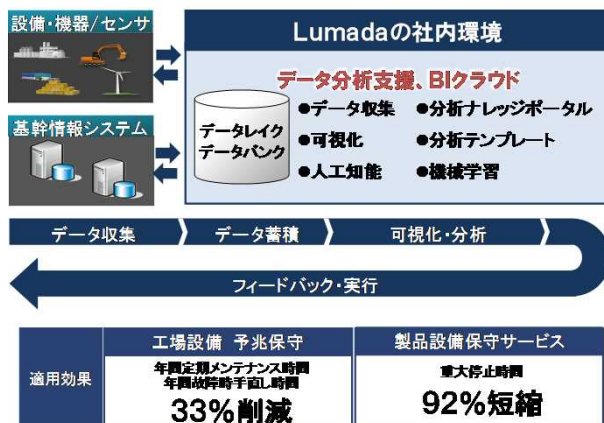 設備・機器/センサ
Lumadaの社内環境
データ分析支援、BIクラウド
データレイク
データバンク
●データ収集
●分析ナレッジポータル
●可視化
●分析テンプレート
●人工知能
●機械学習
基幹情報システム
データ収集
データ蓄積
可視化・分析
フィードバック・実行
適用効果
工場設備 予兆保守
年間定期メンテナンス時間
年間故障時手直し時間
33%削減
製品設備保守サービス
重大停止時間
92%短縮